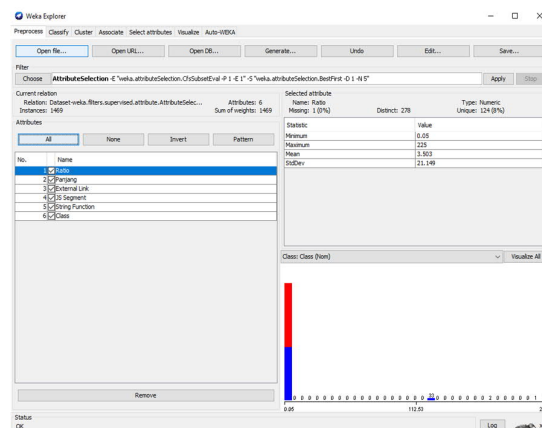 Weka Explorer
Preprocess Classify Cluster Associate Select attributes Visualize Auto-WEKA
Open file... Open URL... Open DB... Generate... Undo Edit... Save...
Filter
Choose AttributeSelection -E "weka.attributeSelection.CfsSubsetEval -P 1 -E 1" -S "weka.attributeSelection.BestFirst -D 1 -N 5" Apply Stop
Current relation
Relation: Dataset-weka.filters.supervised.attribute.AttributeSelec... Attributes: 6
Instances: 1469 Sum of weights: 1469
Selected attribute
Name: Ratio Type: Numeric
Missing: 1 (0%) Distinct: 278 Unique: 124 (8%)
Attributes
All None Invert Pattern
No. Name
1 Ratio
2 Panjang
3 External Link
4 JS Segment
5 String Function
6 Class
Statistic Value
Minimum 0.05
Maximum 225
Mean 3.503
StdDev 21.149
Class: Class (Nom) Visualize All
0.05 112.53
Remove
Status
OK
Log